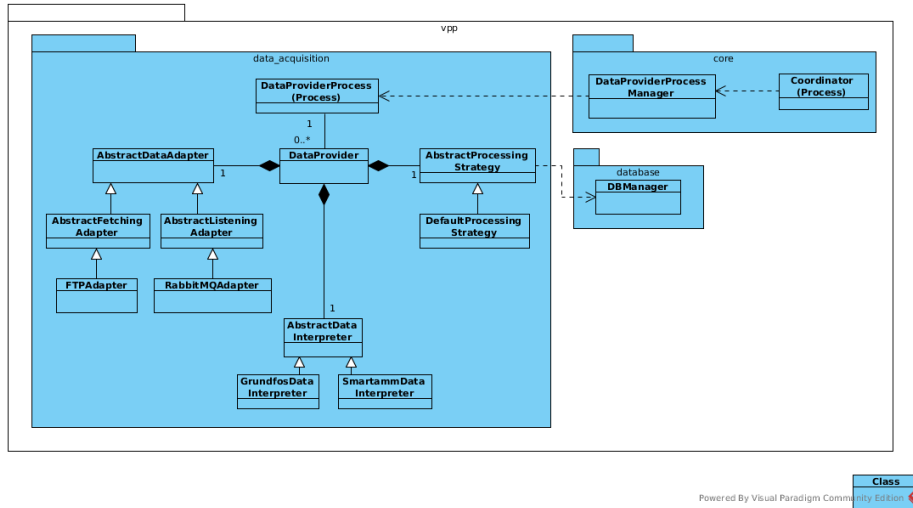 vpp
data_acquisition
core
DataProviderProcess
(Process)
DataProviderProcess
Manager
Coordinator
(Process)
1
0..*
AbstractDataAdapter
1
DataProvider
1
AbstractProcessing
Strategy
database
DBManager
AbstractFetching
Adapter
AbstractListening
Adapter
DefaultProcessing
Strategy
FTPAdapter
RabbitMQAdapter
1
AbstractData
Interpreter
GrundfosData
Interpreter
SmartammData
Interpreter
Class
Powered By Visual Paradigm Community Edition